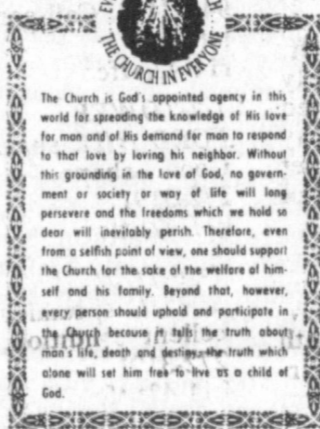 THE CHURCH IN EVERYONE
The Church is God's appointed agency in this
world for spreading the knowledge of His love
for man and of His demand for man to respond
to that love by loving his neighbor. Without
this grounding in the love of God, no govern-
ment or society or way of life will long
persevere and the freedoms which we hold so
dear will inevitably perish. Therefore, even
from a selfish point of view, one should support
the Church for the sake of the welfare of him-
self and his family. Beyond that, however,
every person should uphold and participate in
the Church because it tells the truth about
man's life, death and destiny, the truth which
alone will set him free to live as a child of
God.